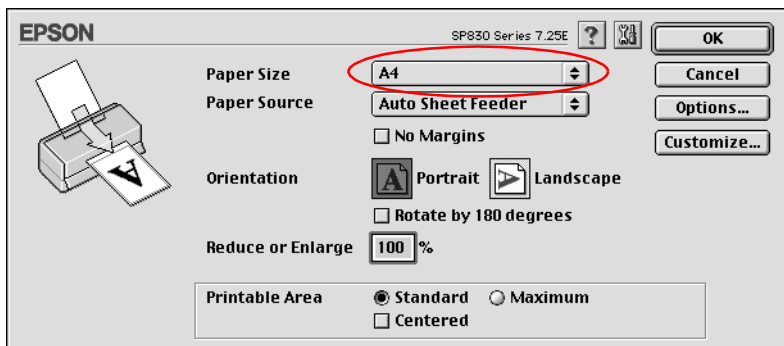 EPSON SP830 Series 7.25E ? OK
Paper Size A4 Cancel
Paper Source Auto Sheet Feeder Options...
No Margins Customize...
Orientation A Portrait A Landscape
Rotate by 180 degrees
Reduce or Enlarge 100 %
Printable Area Standard Maximum
Centered
A